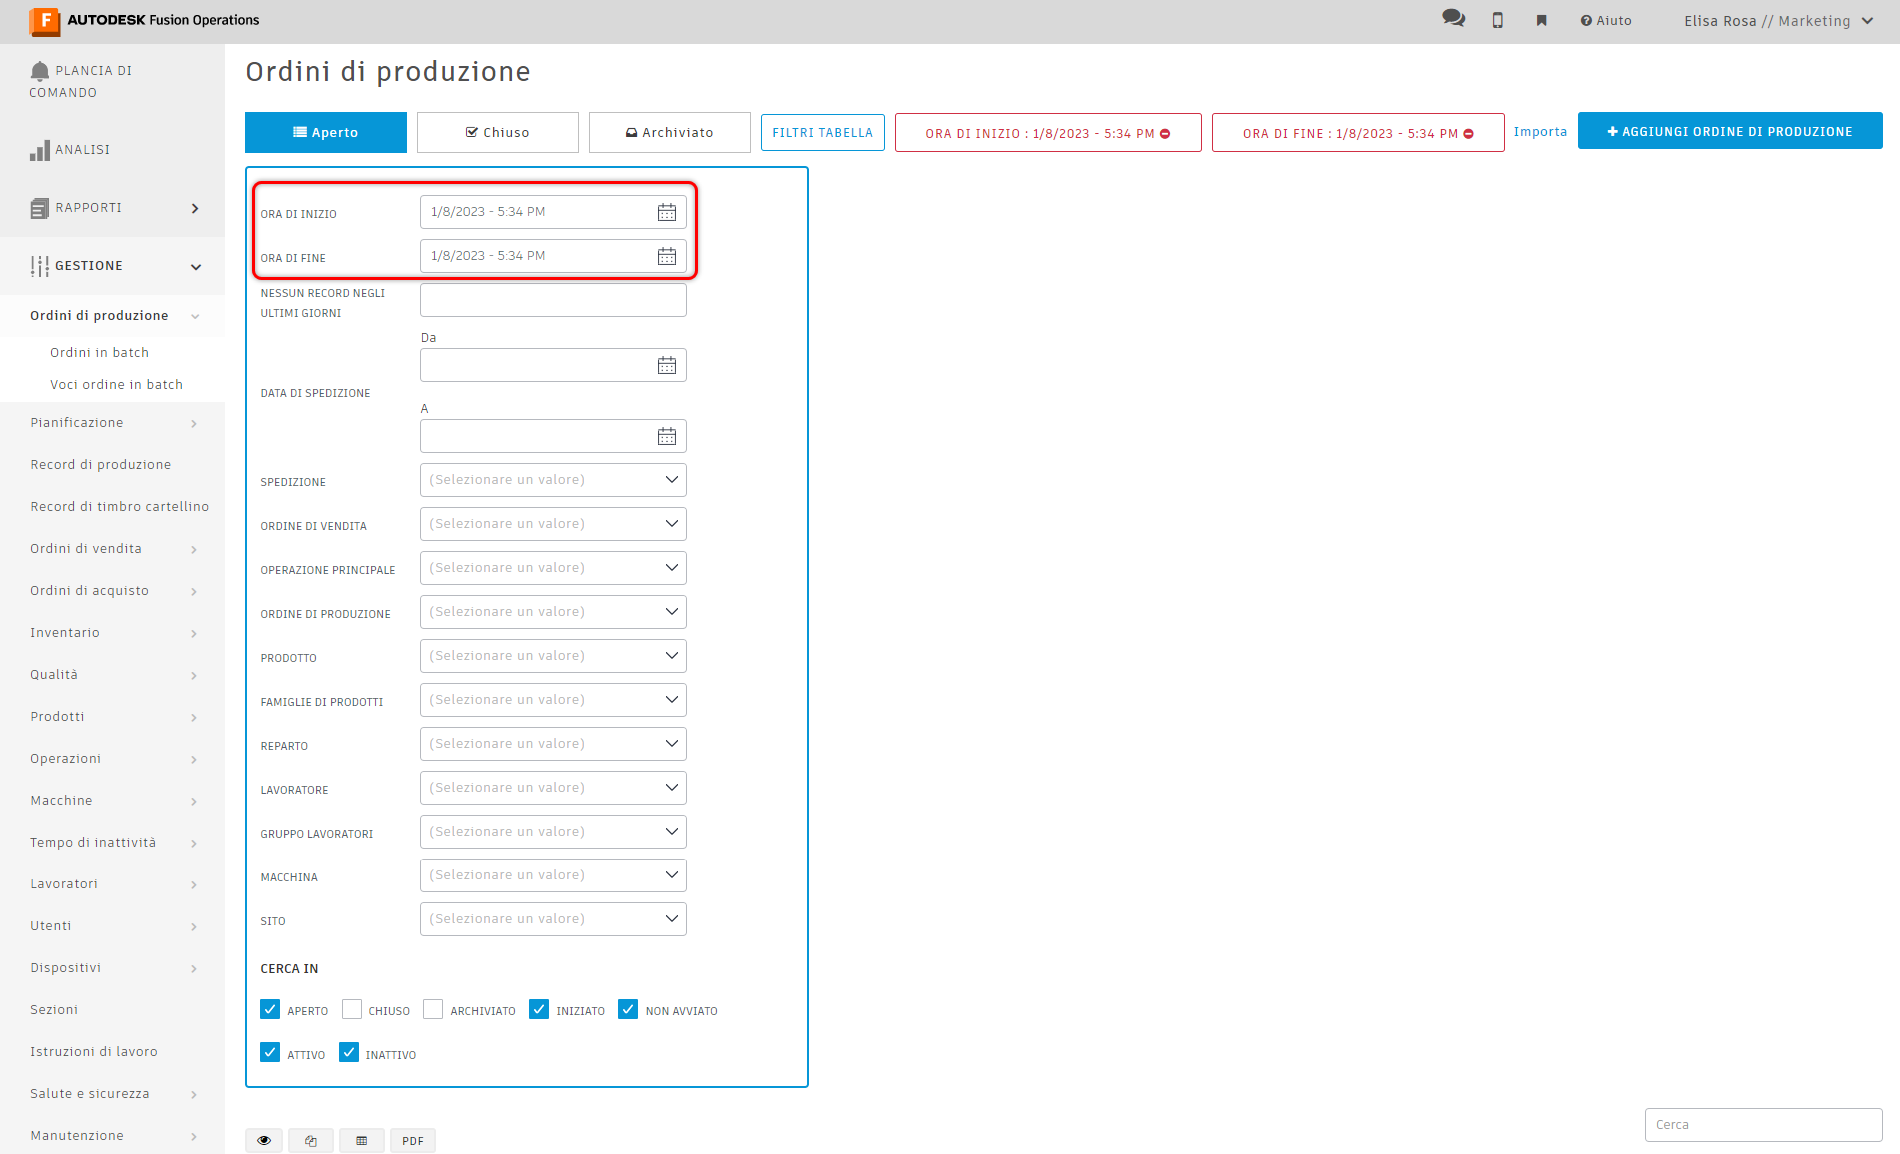 AUTODESK Fusion Operations
Aiuto
Elisa Rosa // Marketing
PLANCIA DI
COMANDO
ANALISI
RAPPORTI
GESTIONE
Ordini di produzione
Ordini in batch
Voci ordine in batch
Pianificazione
Record di produzione
Record di timbro cartellino
Ordini di vendita
Ordini di acquisto
Inventario
Qualità
Prodotti
Operazioni
Macchine
Tempo di inattività
Lavoratori
Utenti
Dispositivi
Sezioni
Istruzioni di lavoro
Salute e sicurezza
Manutenzione
Ordini di produzione
Aperto
Chiuso
Archiviato
FILTRI TABELLA
ORA DI INIZIO : 1/8/2023 - 5:34 PM
ORA DI FINE : 1/8/2023 - 5:34 PM
Importa
AGGIUNGI ORDINE DI PRODUZIONE
ORA DI INIZIO 1/8/2023 - 5:34 PM
ORA DI FINE 1/8/2023 - 5:34 PM
NESSUN RECORD NEGLI
ULTIMI GIORNI
Da
DATA DI SPEDIZIONE
A
SPEDIZIONE (Selezionare un valore)
ORDINE DI VENDITA (Selezionare un valore)
OPERAZIONE PRINCIPALE (Selezionare un valore)
ORDINE DI PRODUZIONE (Selezionare un valore)
PRODOTTO (Selezionare un valore)
FAMIGLIE DI PRODOTTI (Selezionare un valore)
REPARTO (Selezionare un valore)
LAVORATORE (Selezionare un valore)
GRUPPO LAVORATORI (Selezionare un valore)
MACCHINA (Selezionare un valore)
SITO (Selezionare un valore)
CERCA IN
APERTO CHIUSO ARCHIVIATO INIZIATO NON AVVIATO
ATTIVO INATTIVO
PDF
Cerca